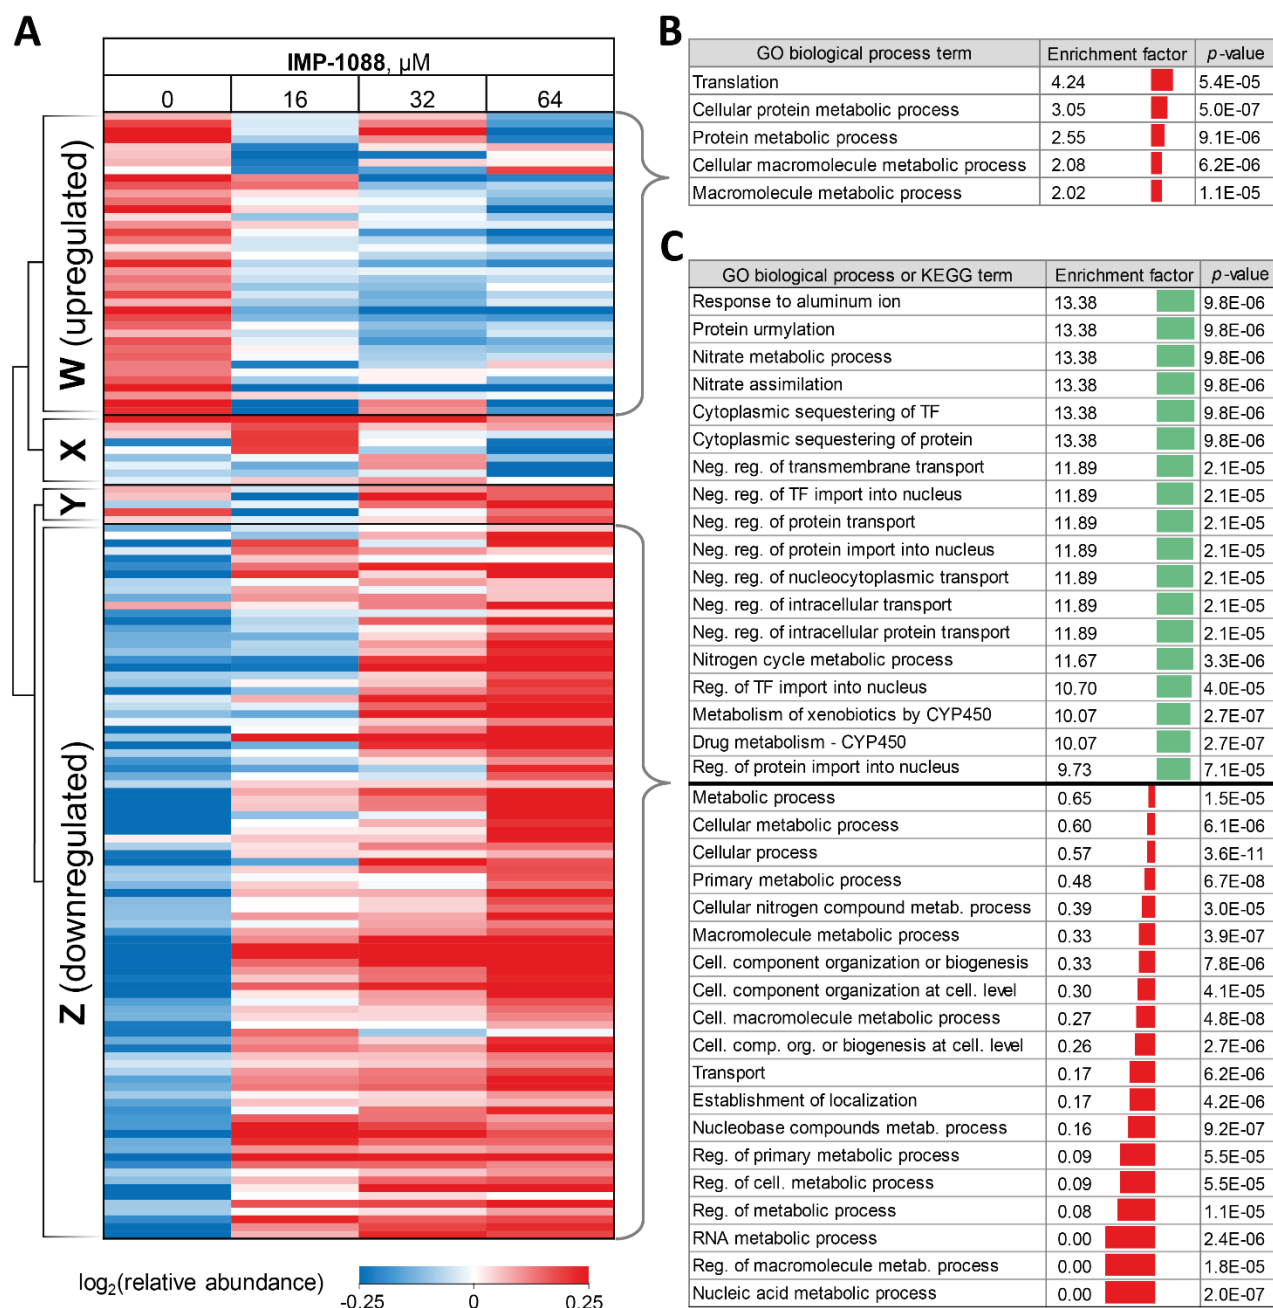 A
IMP-1088, µM
0 16 32 64
W (upregulated)
X
Y
Z (downregulated)
log2(relative abundance)
-0.25 0 0.25
B
GO biological process term Enrichment factor p-value
Translation 4.24 5.4E-05
Cellular protein metabolic process 3.05 5.0E-07
Protein metabolic process 2.55 9.1E-06
Cellular macromolecule metabolic process 2.08 6.2E-06
Macromolecule metabolic process 2.02 1.1E-05
C
GO biological process or KEGG term Enrichment factor p-value
Response to aluminum ion 13.38 9.8E-06
Protein urmylation 13.38 9.8E-06
Nitrate metabolic process 13.38 9.8E-06
Nitrate assimilation 13.38 9.8E-06
Cytoplasmic sequestering of TF 13.38 9.8E-06
Cytoplasmic sequestering of protein 13.38 9.8E-06
Neg. reg. of transmembrane transport 11.89 2.1E-05
Neg. reg. of TF import into nucleus 11.89 2.1E-05
Neg. reg. of protein transport 11.89 2.1E-05
Neg. reg. of protein import into nucleus 11.89 2.1E-05
Neg. reg. of nucleocytoplasmic transport 11.89 2.1E-05
Neg. reg. of intracellular transport 11.89 2.1E-05
Neg. reg. of intracellular protein transport 11.89 2.1E-05
Nitrogen cycle metabolic process 11.67 3.3E-06
Reg. of TF import into nucleus 10.70 4.0E-05
Metabolism of xenobiotics by CYP450 10.07 2.7E-07
Drug metabolism - CYP450 10.07 2.7E-07
Reg. of protein import into nucleus 9.73 7.1E-05
Metabolic process 0.65 1.5E-05
Cellular metabolic process 0.60 6.1E-06
Cellular process 0.57 3.6E-11
Primary metabolic process 0.48 6.7E-08
Cellular nitrogen compound metab. process 0.39 3.0E-05
Macromolecule metabolic process 0.33 3.9E-07
Cell. component organization or biogenesis 0.33 7.8E-06
Cell. component organization at cell. level 0.30 4.1E-05
Cell. macromolecule metabolic process 0.27 4.8E-08
Cell. comp. org. or biogenesis at cell. level 0.26 2.7E-06
Transport 0.17 6.2E-06
Establishment of localization 0.17 4.2E-06
Nucleobase compounds metab. process 0.16 9.2E-07
Reg. of primary metabolic process 0.09 5.5E-05
Reg. of cell. metabolic process 0.09 5.5E-05
Reg. of metabolic process 0.08 1.1E-05
RNA metabolic process 0.00 2.4E-06
Reg. of macromolecule metab. process 0.00 1.8E-05
Nucleic acid metabolic process 0.00 2.0E-07